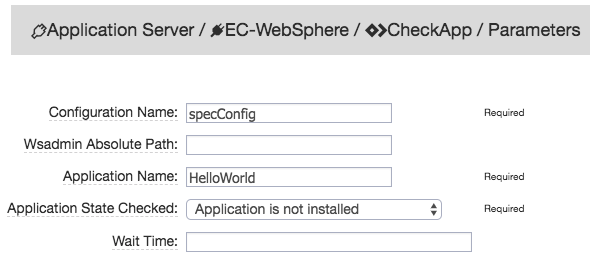 Application Server / EC-WebSphere / CheckApp / Parameters
Configuration Name: specConfig Required
Wsadmin Absolute Path:
Application Name: HelloWorld Required
Application State Checked: Application is not installed Required
Wait Time: